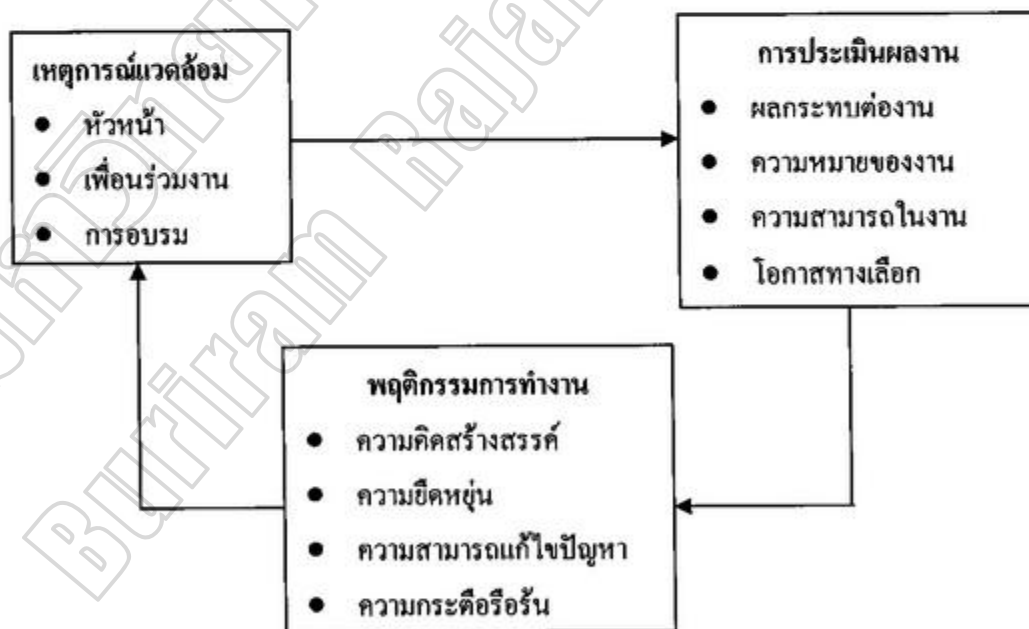 เหตุการณ์แวดล้อม
● หัวหน้า
● เพื่อนร่วมงาน
● การอบรม
การประเมินผลงาน
● ผลกระทบต่องาน
● ความหมายของงาน
● ความสามารถในงาน
● โอกาสทางเลือก
พฤติกรรมการทำงาน
● ความคิดสร้างสรรค์
● ความยืดหยุ่น
● ความสามารถแก้ไขปัญหา
● ความกระตือรือร้น
Buriram Raja